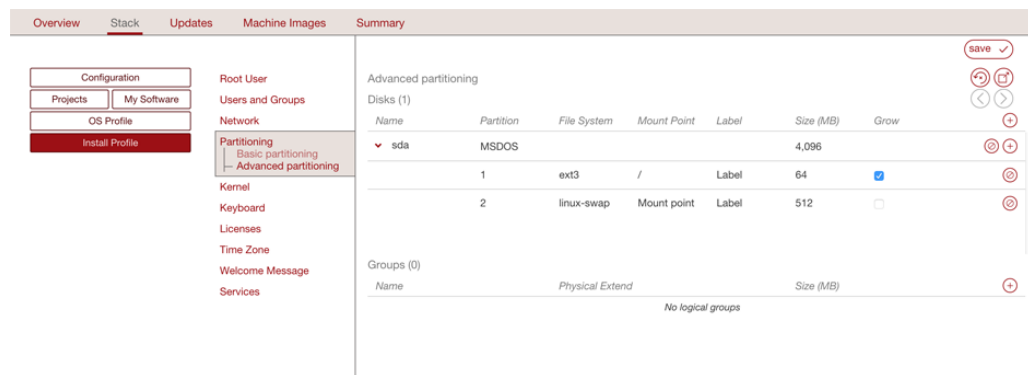 Overview Stack Updates Machine Images Summary
save
Configuration
Projects My Software
OS Profile
Install Profile
Root User
Users and Groups
Network
Partitioning
Basic partitioning
Advanced partitioning
Kernel
Keyboard
Licenses
Time Zone
Welcome Message
Services
Advanced partitioning
Disks (1)
Name Partition File System Mount Point Label Size (MB) Grow
sda MSDOS 4,096
1 ext3 / Label 64
2 linux-swap Mount point Label 512
Groups (0)
Name Physical Extend Size (MB)
No logical groups